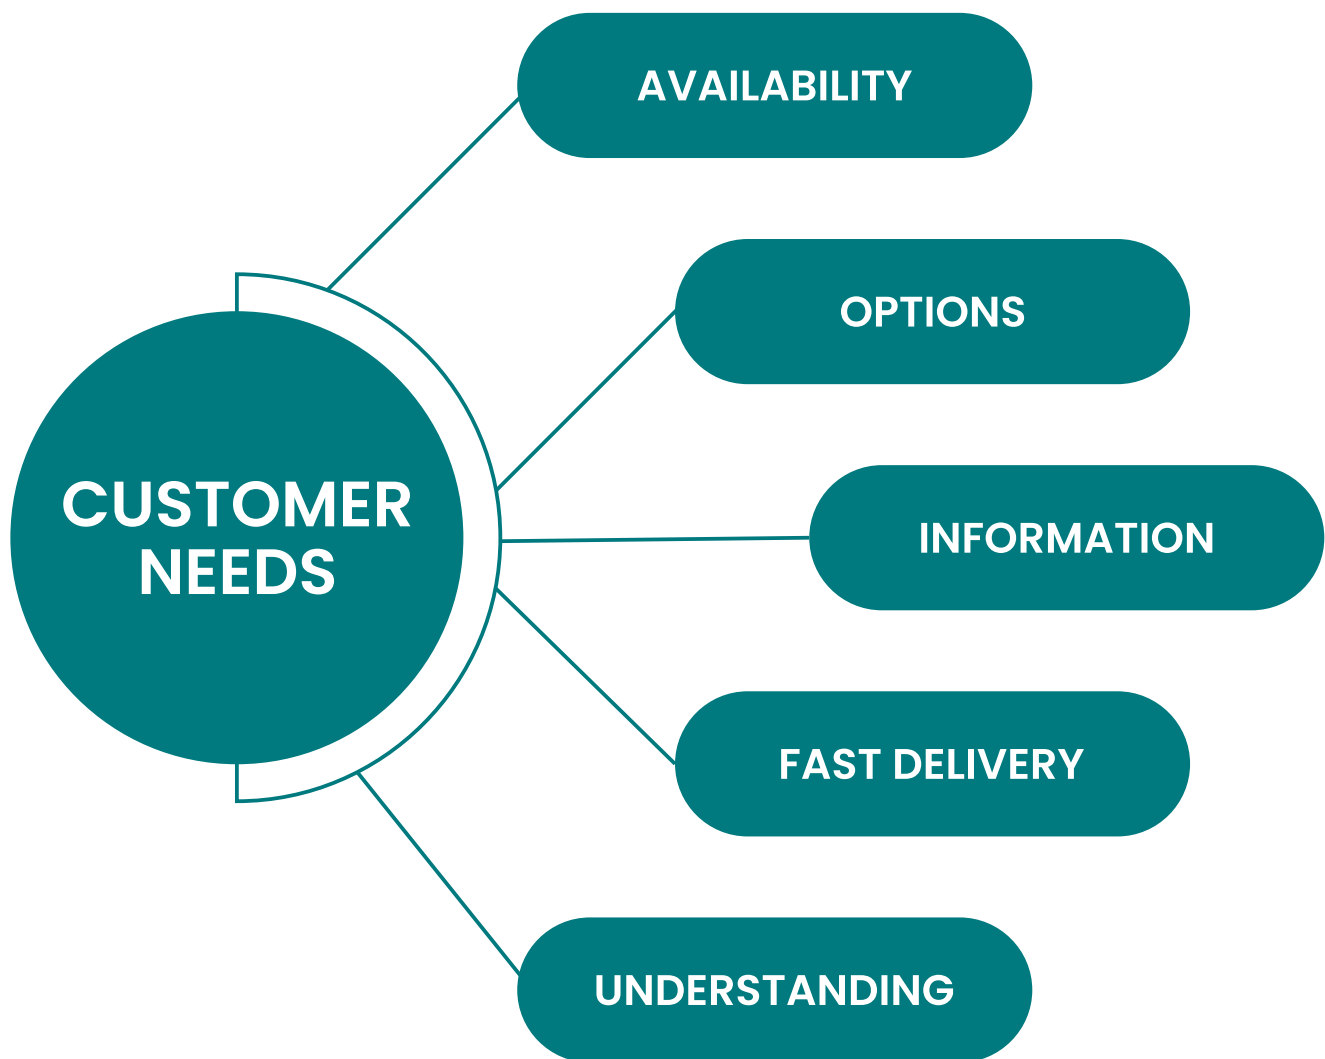 AVAILABILITY
OPTIONS
CUSTOMER
NEEDS
INFORMATION
FAST DELIVERY
UNDERSTANDING